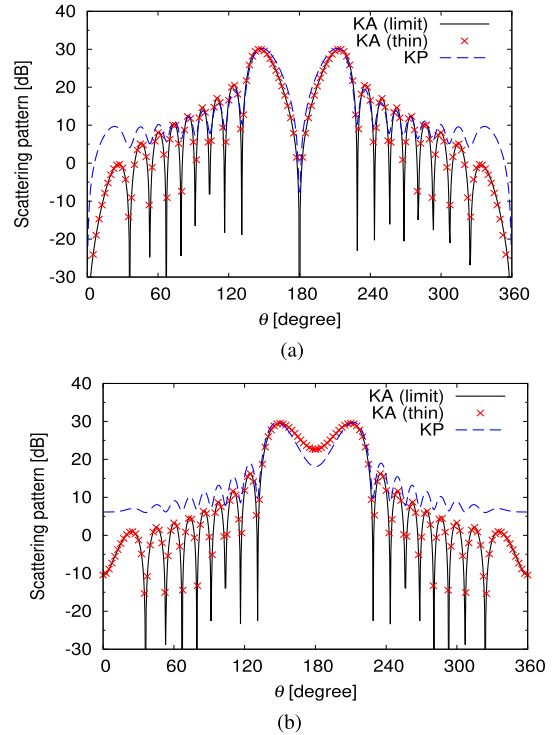 KA (limit)
KA (thin)
KP
Scattering pattern [dB]
40
30
20
10
0
-10
-20
-30
0 60 120 180 240 300 360
θ [degree]
(a)
KA (limit)
KA (thin)
KP
Scattering pattern [dB]
40
30
20
10
0
-10
-20
-30
0 60 120 180 240 300 360
θ [degree]
(b)